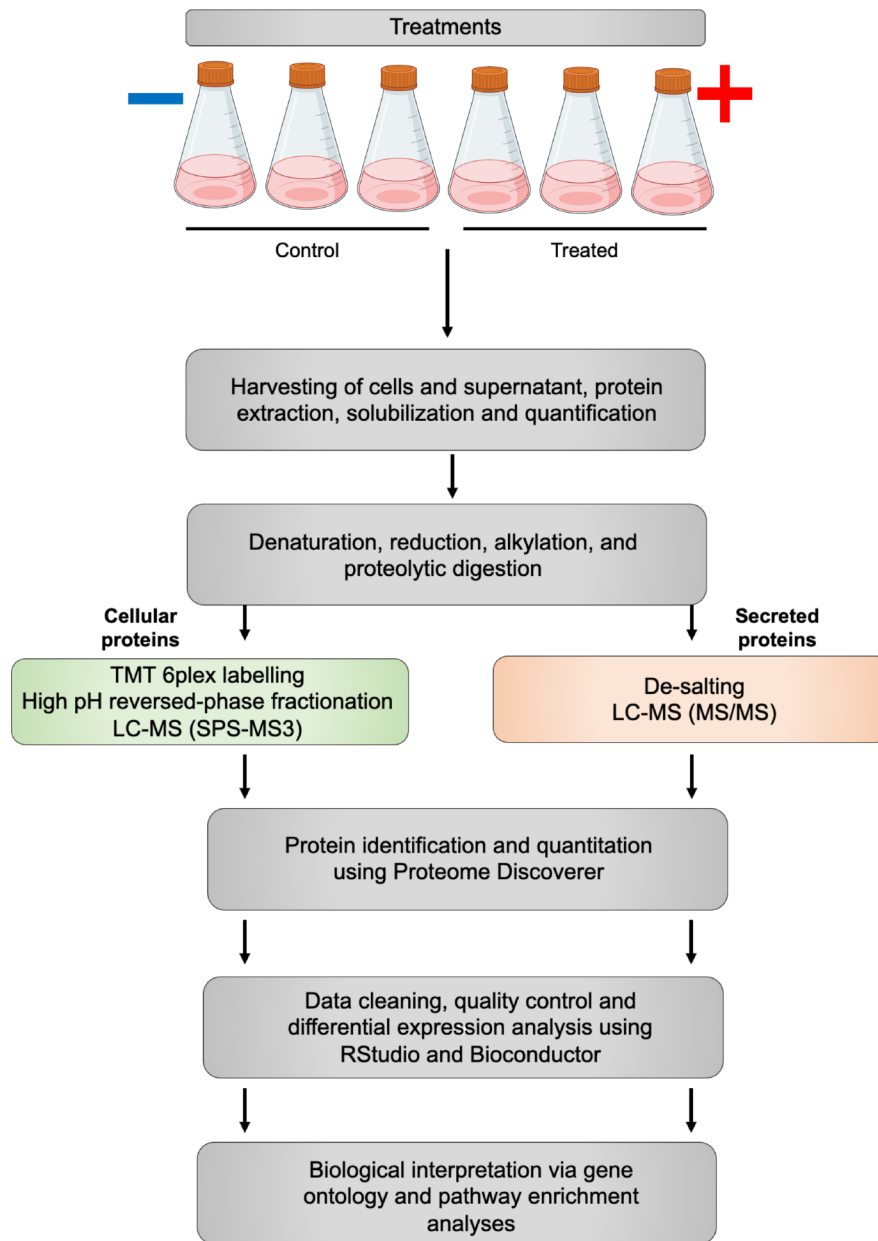 Treatments
Control
Treated
Harvesting of cells and supernatant, protein
extraction, solubilization and quantification
Denaturation, reduction, alkylation, and
proteolytic digestion
Cellular
proteins
Secreted
proteins
TMT 6plex labelling
High pH reversed-phase fractionation
LC-MS (SPS-MS3)
De-salting
LC-MS (MS/MS)
Protein identification and quantitation
using Proteome Discoverer
Data cleaning, quality control and
differential expression analysis using
RStudio and Bioconductor
Biological interpretation via gene
ontology and pathway enrichment
analyses